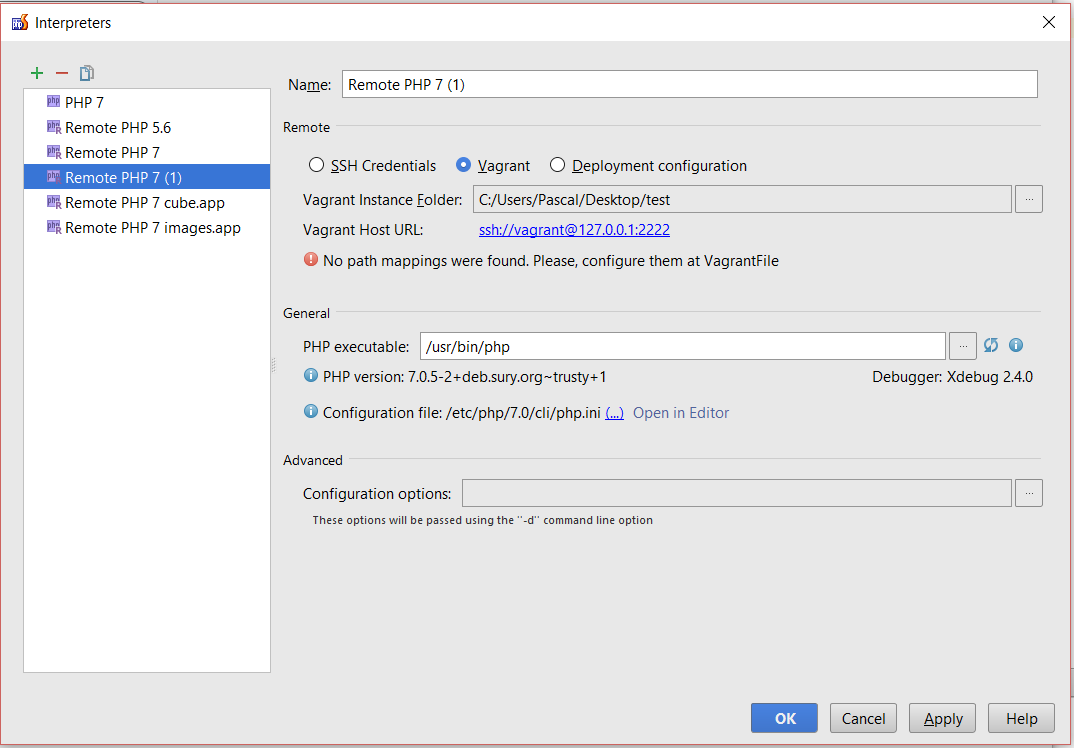 Interpreters
PHP 7
Remote PHP 5.6
Remote PHP 7
Remote PHP 7 (1)
Remote PHP 7 cube.app
Remote PHP 7 images.app
Name: Remote PHP 7 (1)
Remote
SSH Credentials Vagrant Deployment configuration
Vagrant Instance Folder: C:/Users/Pascal/Desktop/test ...
Vagrant Host URL: ssh://vagrant@127.0.0.1:2222
No path mappings were found. Please, configure them at VagrantFile
General
PHP executable: /usr/bin/php ...
PHP version: 7.0.5-2+deb.sury.org~trusty+1 Debugger: Xdebug 2.4.0
Configuration file: /etc/php/7.0/cli/php.ini (...) Open in Editor
Advanced
Configuration options: ...
These options will be passed using the "-d" command line option
OK Cancel Apply Help